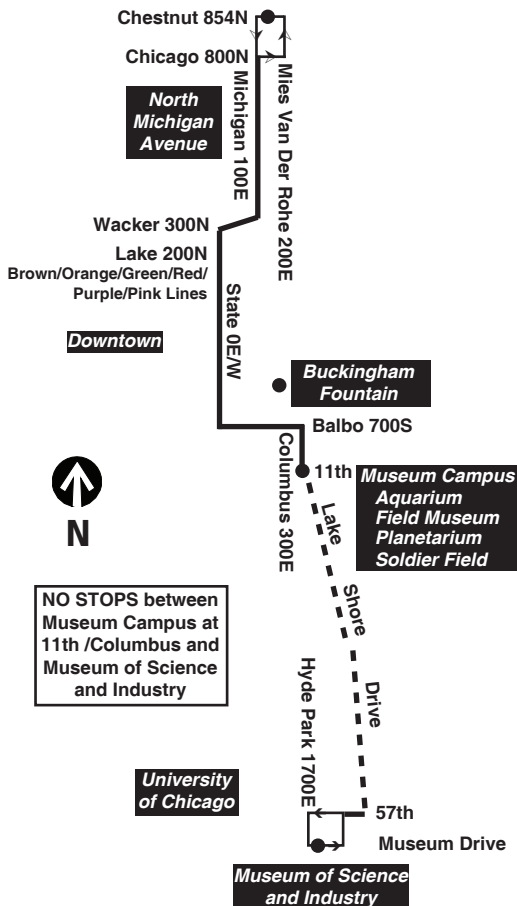 Chestnut 854N
Chicago 800N
North
Michigan
Avenue
Michigan 100E
Mies Van Der Rohe 200E
Wacker 300N
Lake 200N
Brown/Orange/Green/Red/
Purple/Pink Lines
State 0E/W
Downtown
Buckingham
Fountain
Balbo 700S
Columbus 300E
11th
Museum Campus
Aquarium
Field Museum
Planetarium
Soldier Field
N
Lake
Shore
Drive
NO STOPS between
Museum Campus at
11th /Columbus and
Museum of Science
and Industry
Hyde Park 1700E
University
of Chicago
57th
Museum Drive
Museum of Science
and Industry